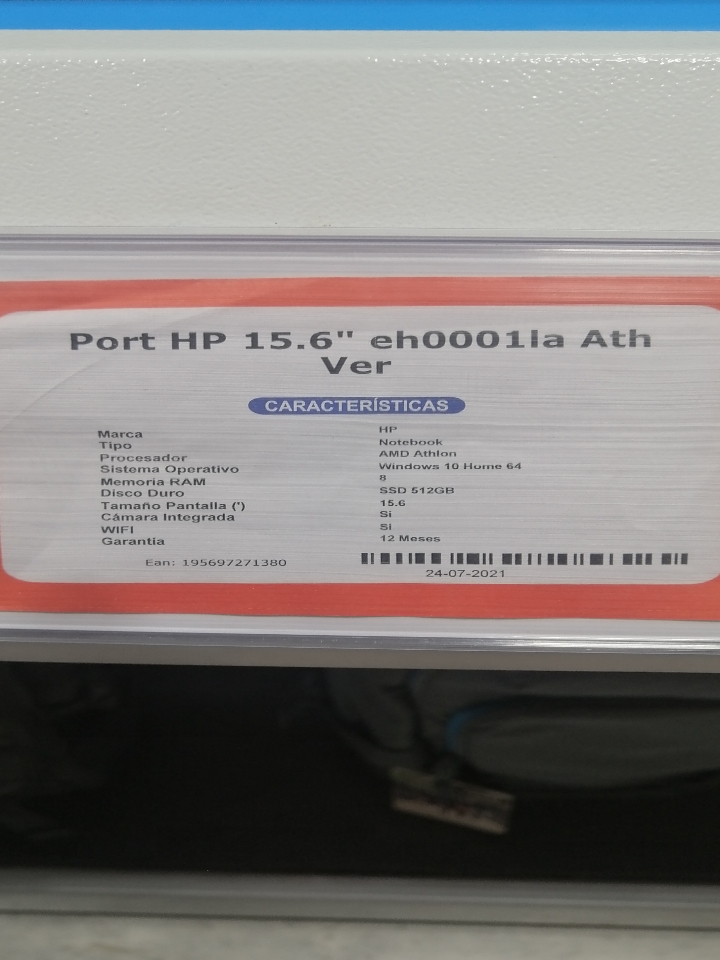 Port HP 15.6" eh0001la Ath
Ver
CARACTERÍSTICAS
Marca HP
Tipo Notebook
Procesador AMD Athlon
Sistema Operativo Windows 10 Home 64
Memoria RAM 8
Disco Duro SSD 512GB
Tamaño Pantalla (') 15.6
Cámara Integrada Si
WIFI Si
Garantia 12 Meses
Ean: 195697271380
24-07-2021